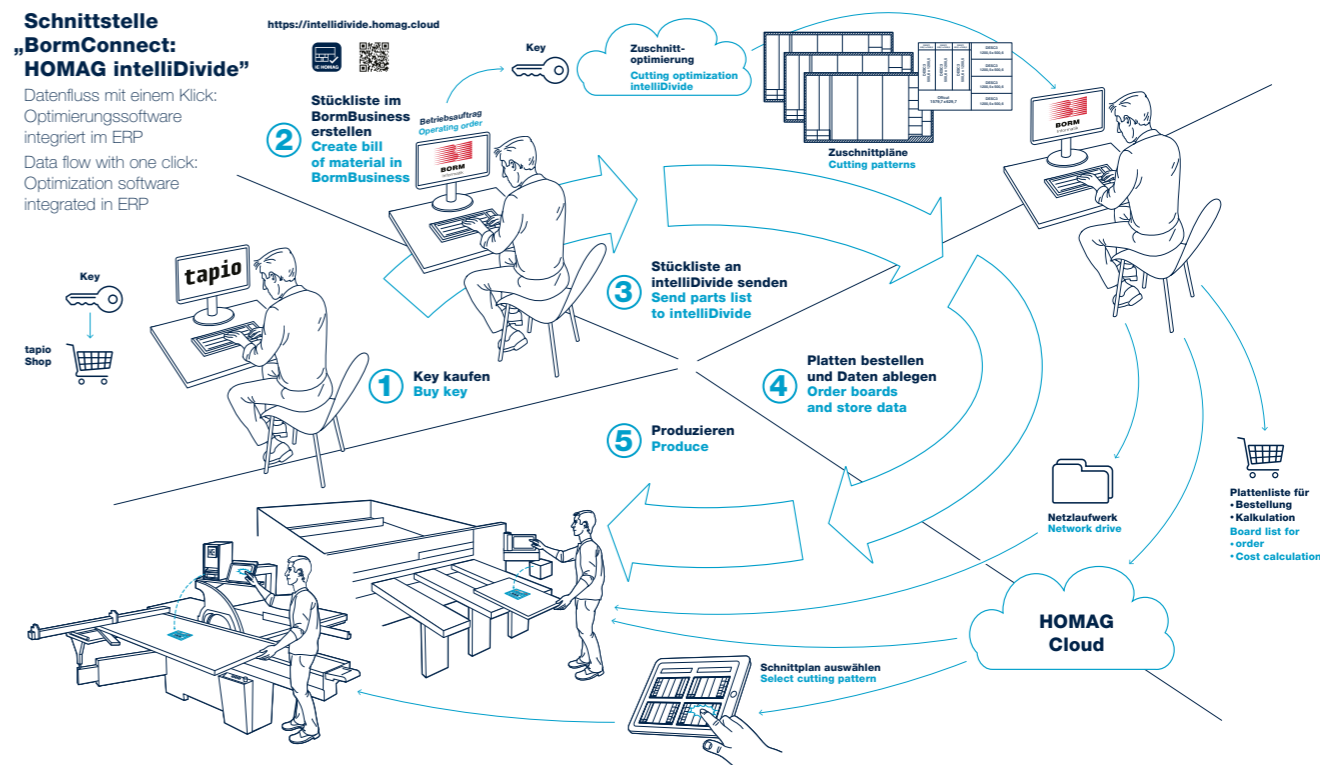 Schnittstelle
„BormConnect:
HOMAG intelliDivide”
Datenfluss mit einem Klick:
Optimierungssoftware
integriert im ERP
Data flow with one click:
Optimization software
integrated in ERP
https://intellidivide.homag.cloud
IC HOMAG
2
Stückliste im
BormBusiness
erstellen
Create bill
of material in
BormBusiness
Betriebsauftrag
Operating order
BORM
Key
Zuschnitt-
optimierung
Cutting optimization
intelliDivide
Zuschnittpläne
Cutting patterns
BORM
Key
tapio
Shop
tapio
1
Key kaufen
Buy key
3
Stückliste an
intelliDivide senden
Send parts list
to intelliDivide
4
Platten bestellen
und Daten ablegen
Order boards
and store data
5
Produzieren
Produce
Netzlaufwerk
Network drive
Plattenliste für
• Bestellung
• Kalkulation
Board list for
• order
• Cost calculation
HOMAG
Cloud
Schnittplan auswählen
Select cutting pattern